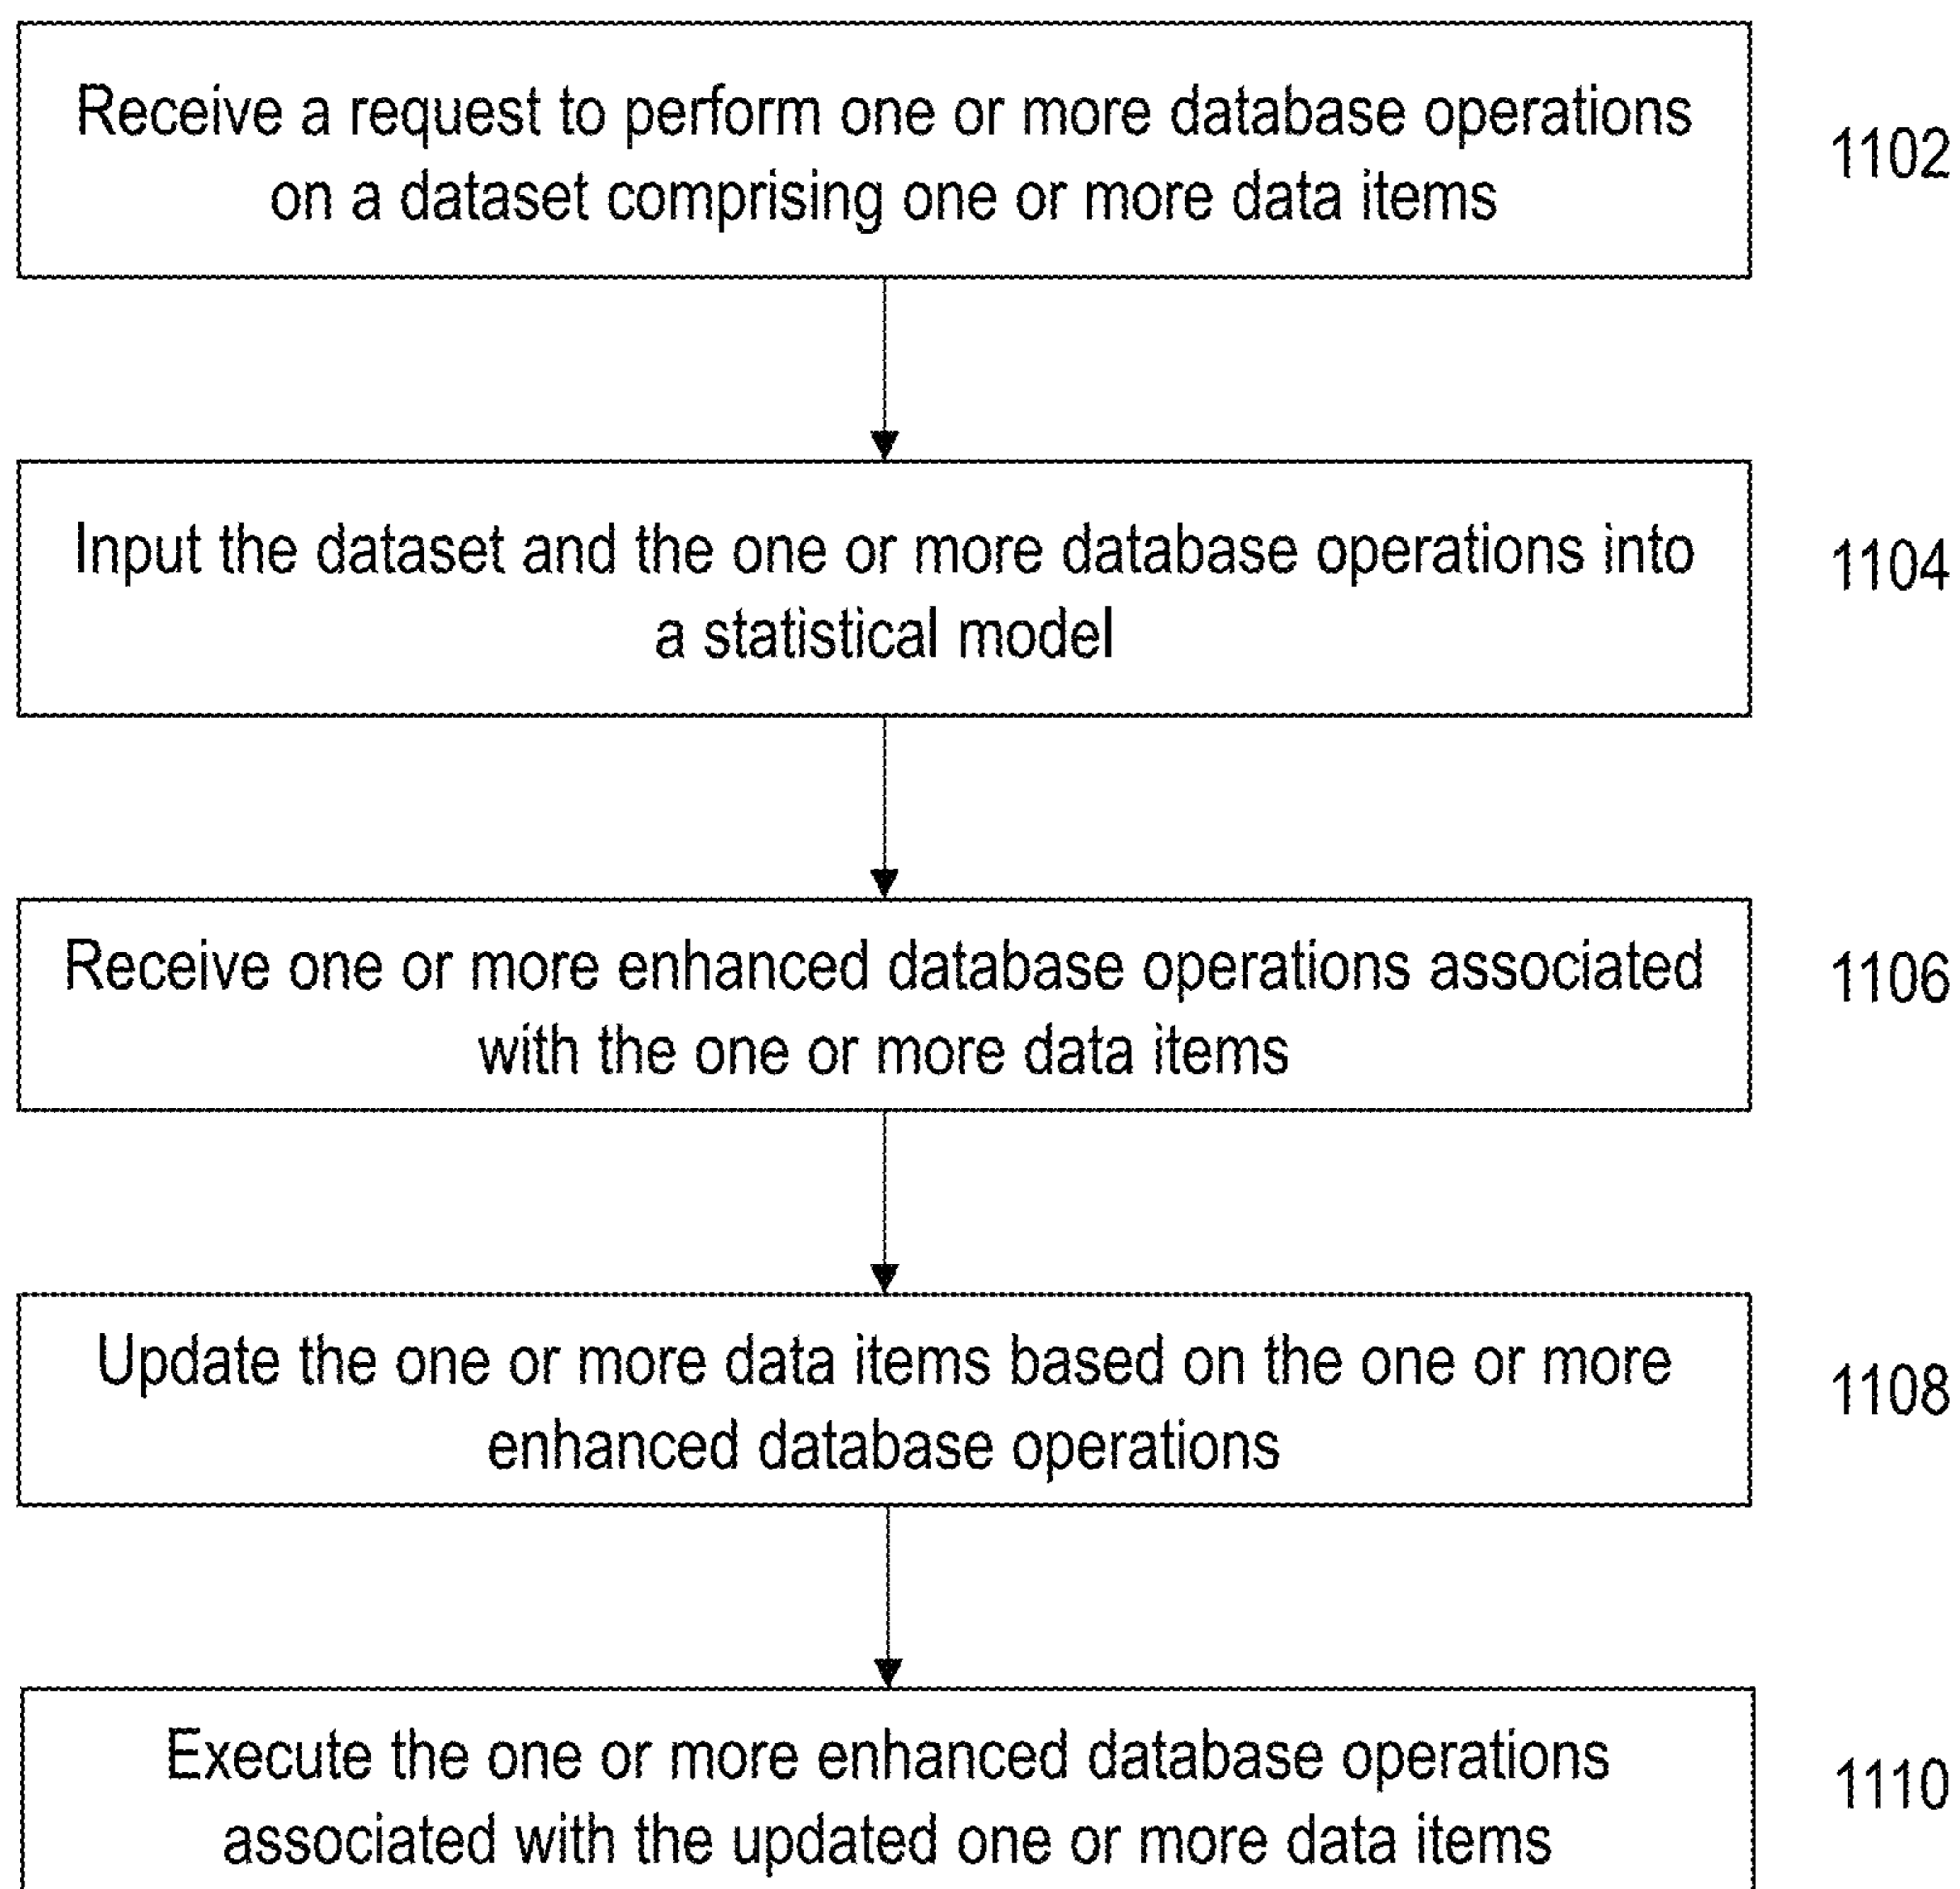 Receive a request to perform one or more database operations
on a dataset comprising one or more data items
1102
Input the dataset and the one or more database operations into
a statistical model
1104
Receive one or more enhanced database operations associated
with the one or more data items
1106
Update the one or more data items based on the one or more
enhanced database operations
1108
Execute the one or more enhanced database operations
associated with the updated one or more data items
1110